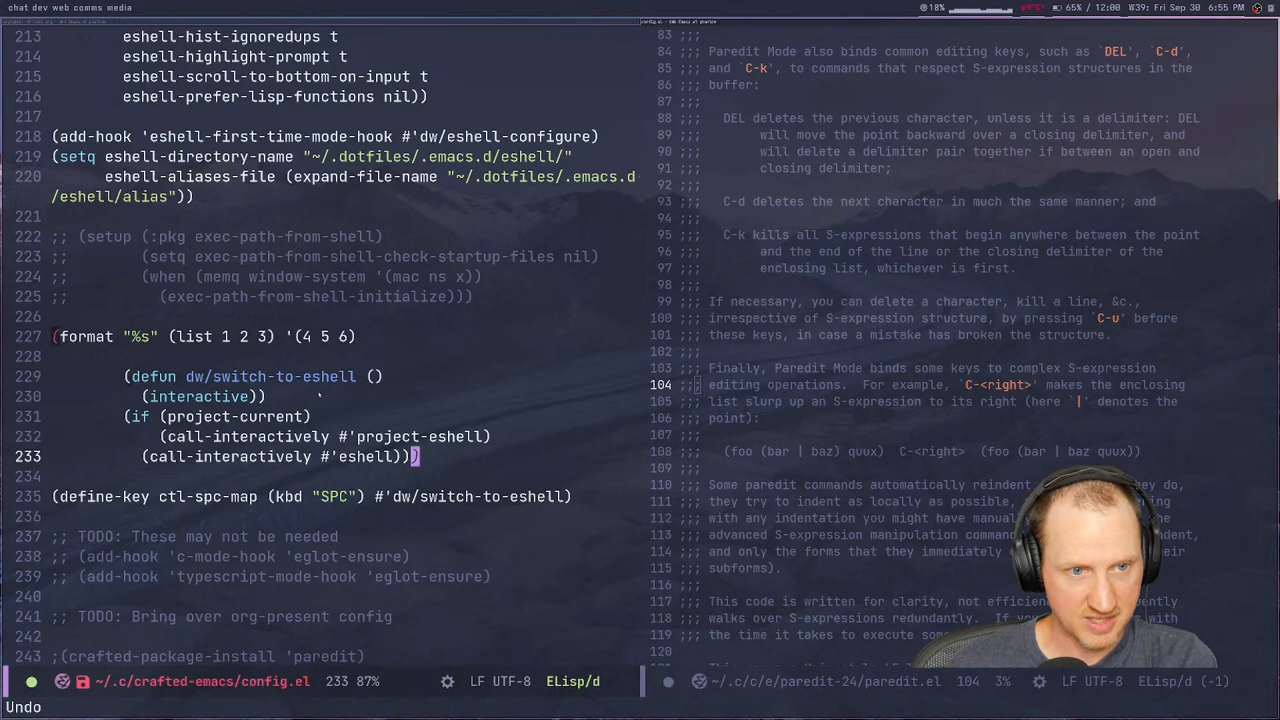 chat dev web comms media
18%
65% / 12:00
W39: Fri Sep 30
6:55 PM
213 eshell-hist-ignoredups t
214 eshell-highlight-prompt t
215 eshell-scroll-to-bottom-on-input t
216 eshell-prefer-lisp-functions nil))
217
218 (add-hook 'eshell-first-time-mode-hook #'dw/eshell-configure)
219 (setq eshell-directory-name "~/.dotfiles/.emacs.d/eshell/"
220 eshell-aliases-file (expand-file-name "~/.dotfiles/.emacs.d
/eshell/alias"))
221
222 ;; (setup (:pkg exec-path-from-shell)
223 ;; (setq exec-path-from-shell-check-startup-files nil)
224 ;; (when (memq window-system '(mac ns x))
225 ;; (exec-path-from-shell-initialize)))
226
227 (format "%s" (list 1 2 3) '(4 5 6)
228
229 (defun dw/switch-to-eshell ()
230 (interactive))
231 (if (project-current)
232 (call-interactively #'project-eshell)
233 (call-interactively #'eshell)))
234
235 (define-key ctl-spc-map (kbd "SPC") #'dw/switch-to-eshell)
236
237 ;; TODO: These may not be needed
238 ;; (add-hook 'c-mode-hook 'eglot-ensure)
239 ;; (add-hook 'typescript-mode-hook 'eglot-ensure)
240
241 ;; TODO: Bring over org-present config
242
243 ;(crafted-package-install 'paredit)
~/.c/crafted-emacs/config.el 233 87% LF UTF-8 ELisp/d
Undo
83 ;;;
84 ;;; Paredit Mode also binds common editing keys, such as `DEL', `C-d',
85 ;;; and `C-k', to commands that respect S-expression structures in the
86 ;;; buffer:
87 ;;;
88 ;;; DEL deletes the previous character, unless it is a delimiter: DEL
89 ;;; will move the point backward over a closing delimiter, and
90 ;;; will delete a delimiter pair together if between an open and
91 ;;; closing delimiter;
92 ;;;
93 ;;; C-d deletes the next character in much the same manner; and
94 ;;;
95 ;;; C-k kills all S-expressions that begin anywhere between the point
96 ;;; and the end of the line or the closing delimiter of the
97 ;;; enclosing list, whichever is first.
98 ;;;
99 ;;; If necessary, you can delete a character, kill a line, &c.,
100 ;;; irrespective of S-expression structure, by pressing `C-u' before
101 ;;; these keys, in case a mistake has broken the structure.
102 ;;;
103 ;;; Finally, Paredit Mode binds some keys to complex S-expression
104 ;;; editing operations. For example, `C-<right>' makes the enclosing
105 ;;; list slurp up an S-expression to its right (here `|' denotes the
106 ;;; point):
107 ;;;
108 ;;; (foo (bar | baz) quux) C-<right> (foo (bar | baz quux))
109 ;;;
110 ;;; Some paredit commands automatically reindent do,
111 ;;; they try to indent as locally as possible,
112 ;;; with any indentation you might have
113 ;;; advanced S-expression manipulation
114 ;;; and only the forms that they immediately
115 ;;; subforms).
116 ;;;
117 ;;; This code is written for clarity, not
118 ;;; walks over S-expressions redundantly. If
119 ;;; the time it takes to execute
120 ;;;
~/.c/c/e/paredit-24/paredit.el 104 3% LF UTF-8 ELisp/d (-1)